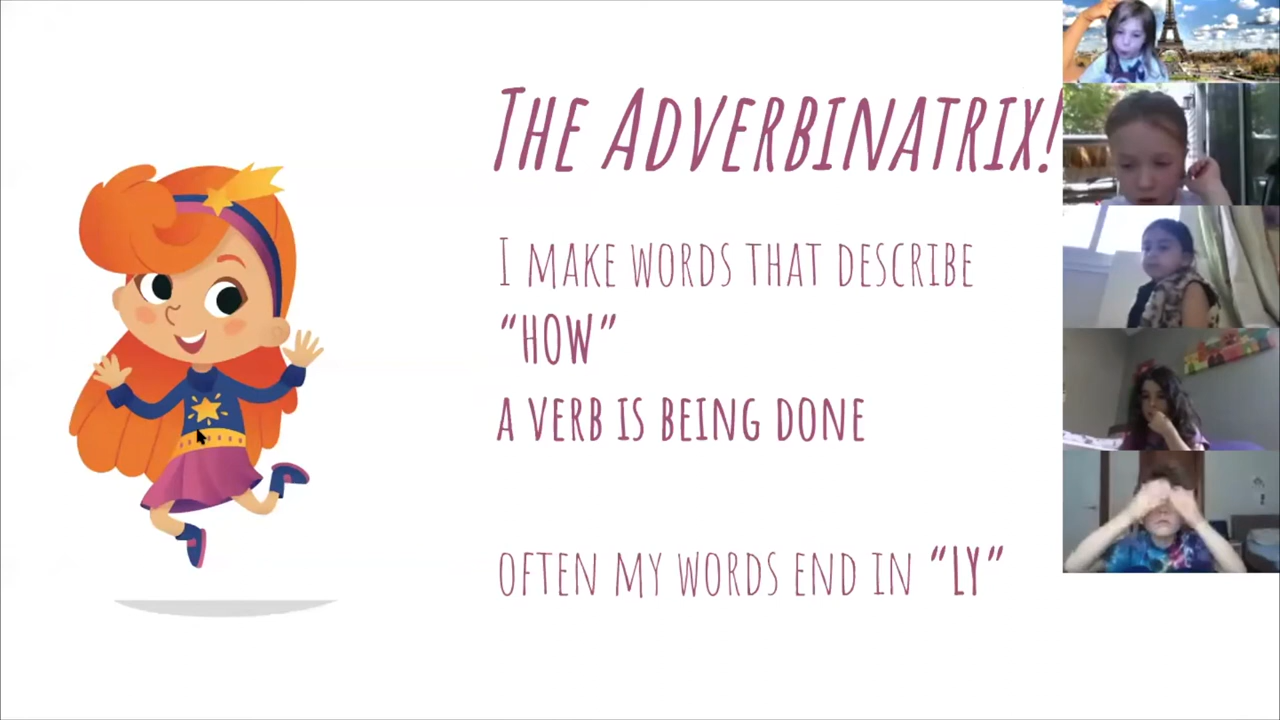 THE ADVERBINATRIX!
I MAKE WORDS THAT DESCRIBE
“HOW”
A VERB IS BEING DONE
OFTEN MY WORDS END IN “LY”